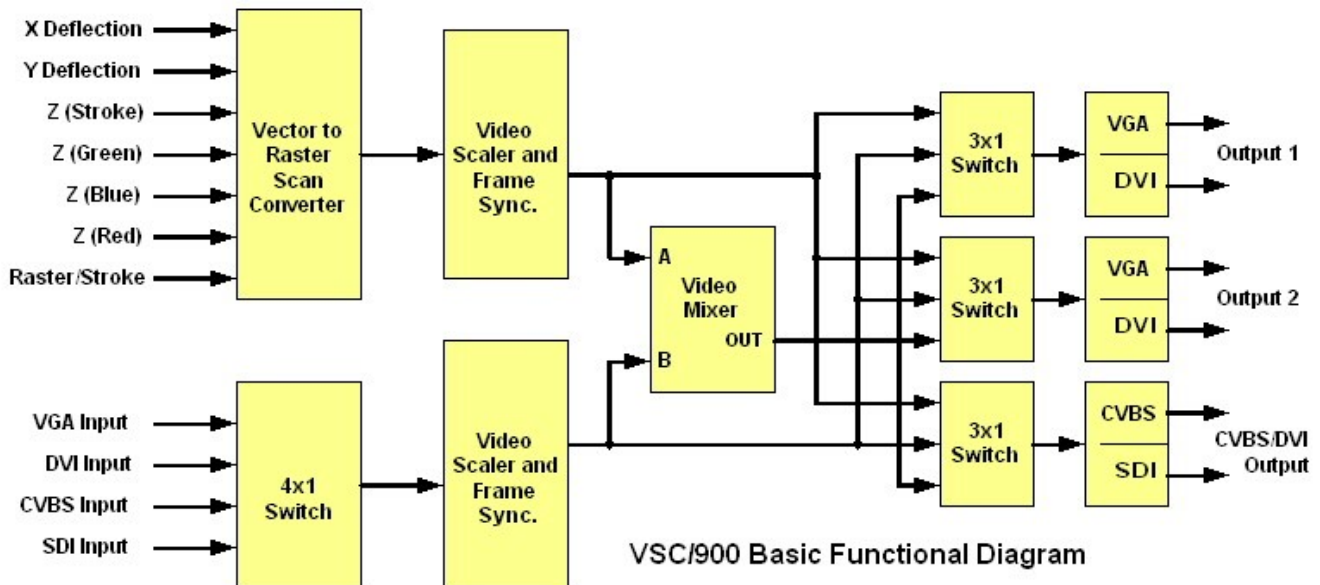 X Deflection
Y Deflection
Z (Stroke)
Z (Green)
Z (Blue)
Z (Red)
Raster/Stroke
Vector to
Raster
Scan
Converter
Video
Scaler and
Frame
Sync.
A
Video
Mixer
OUT
B
3x1
Switch
VGA
DVI
Output 1
3x1
Switch
VGA
DVI
Output 2
3x1
Switch
CVBS
SDI
CVBS/DVI
Output
VGA Input
DVI Input
CVBS Input
SDI Input
4x1
Switch
Video
Scaler and
Frame
Sync.
VSC/900 Basic Functional Diagram